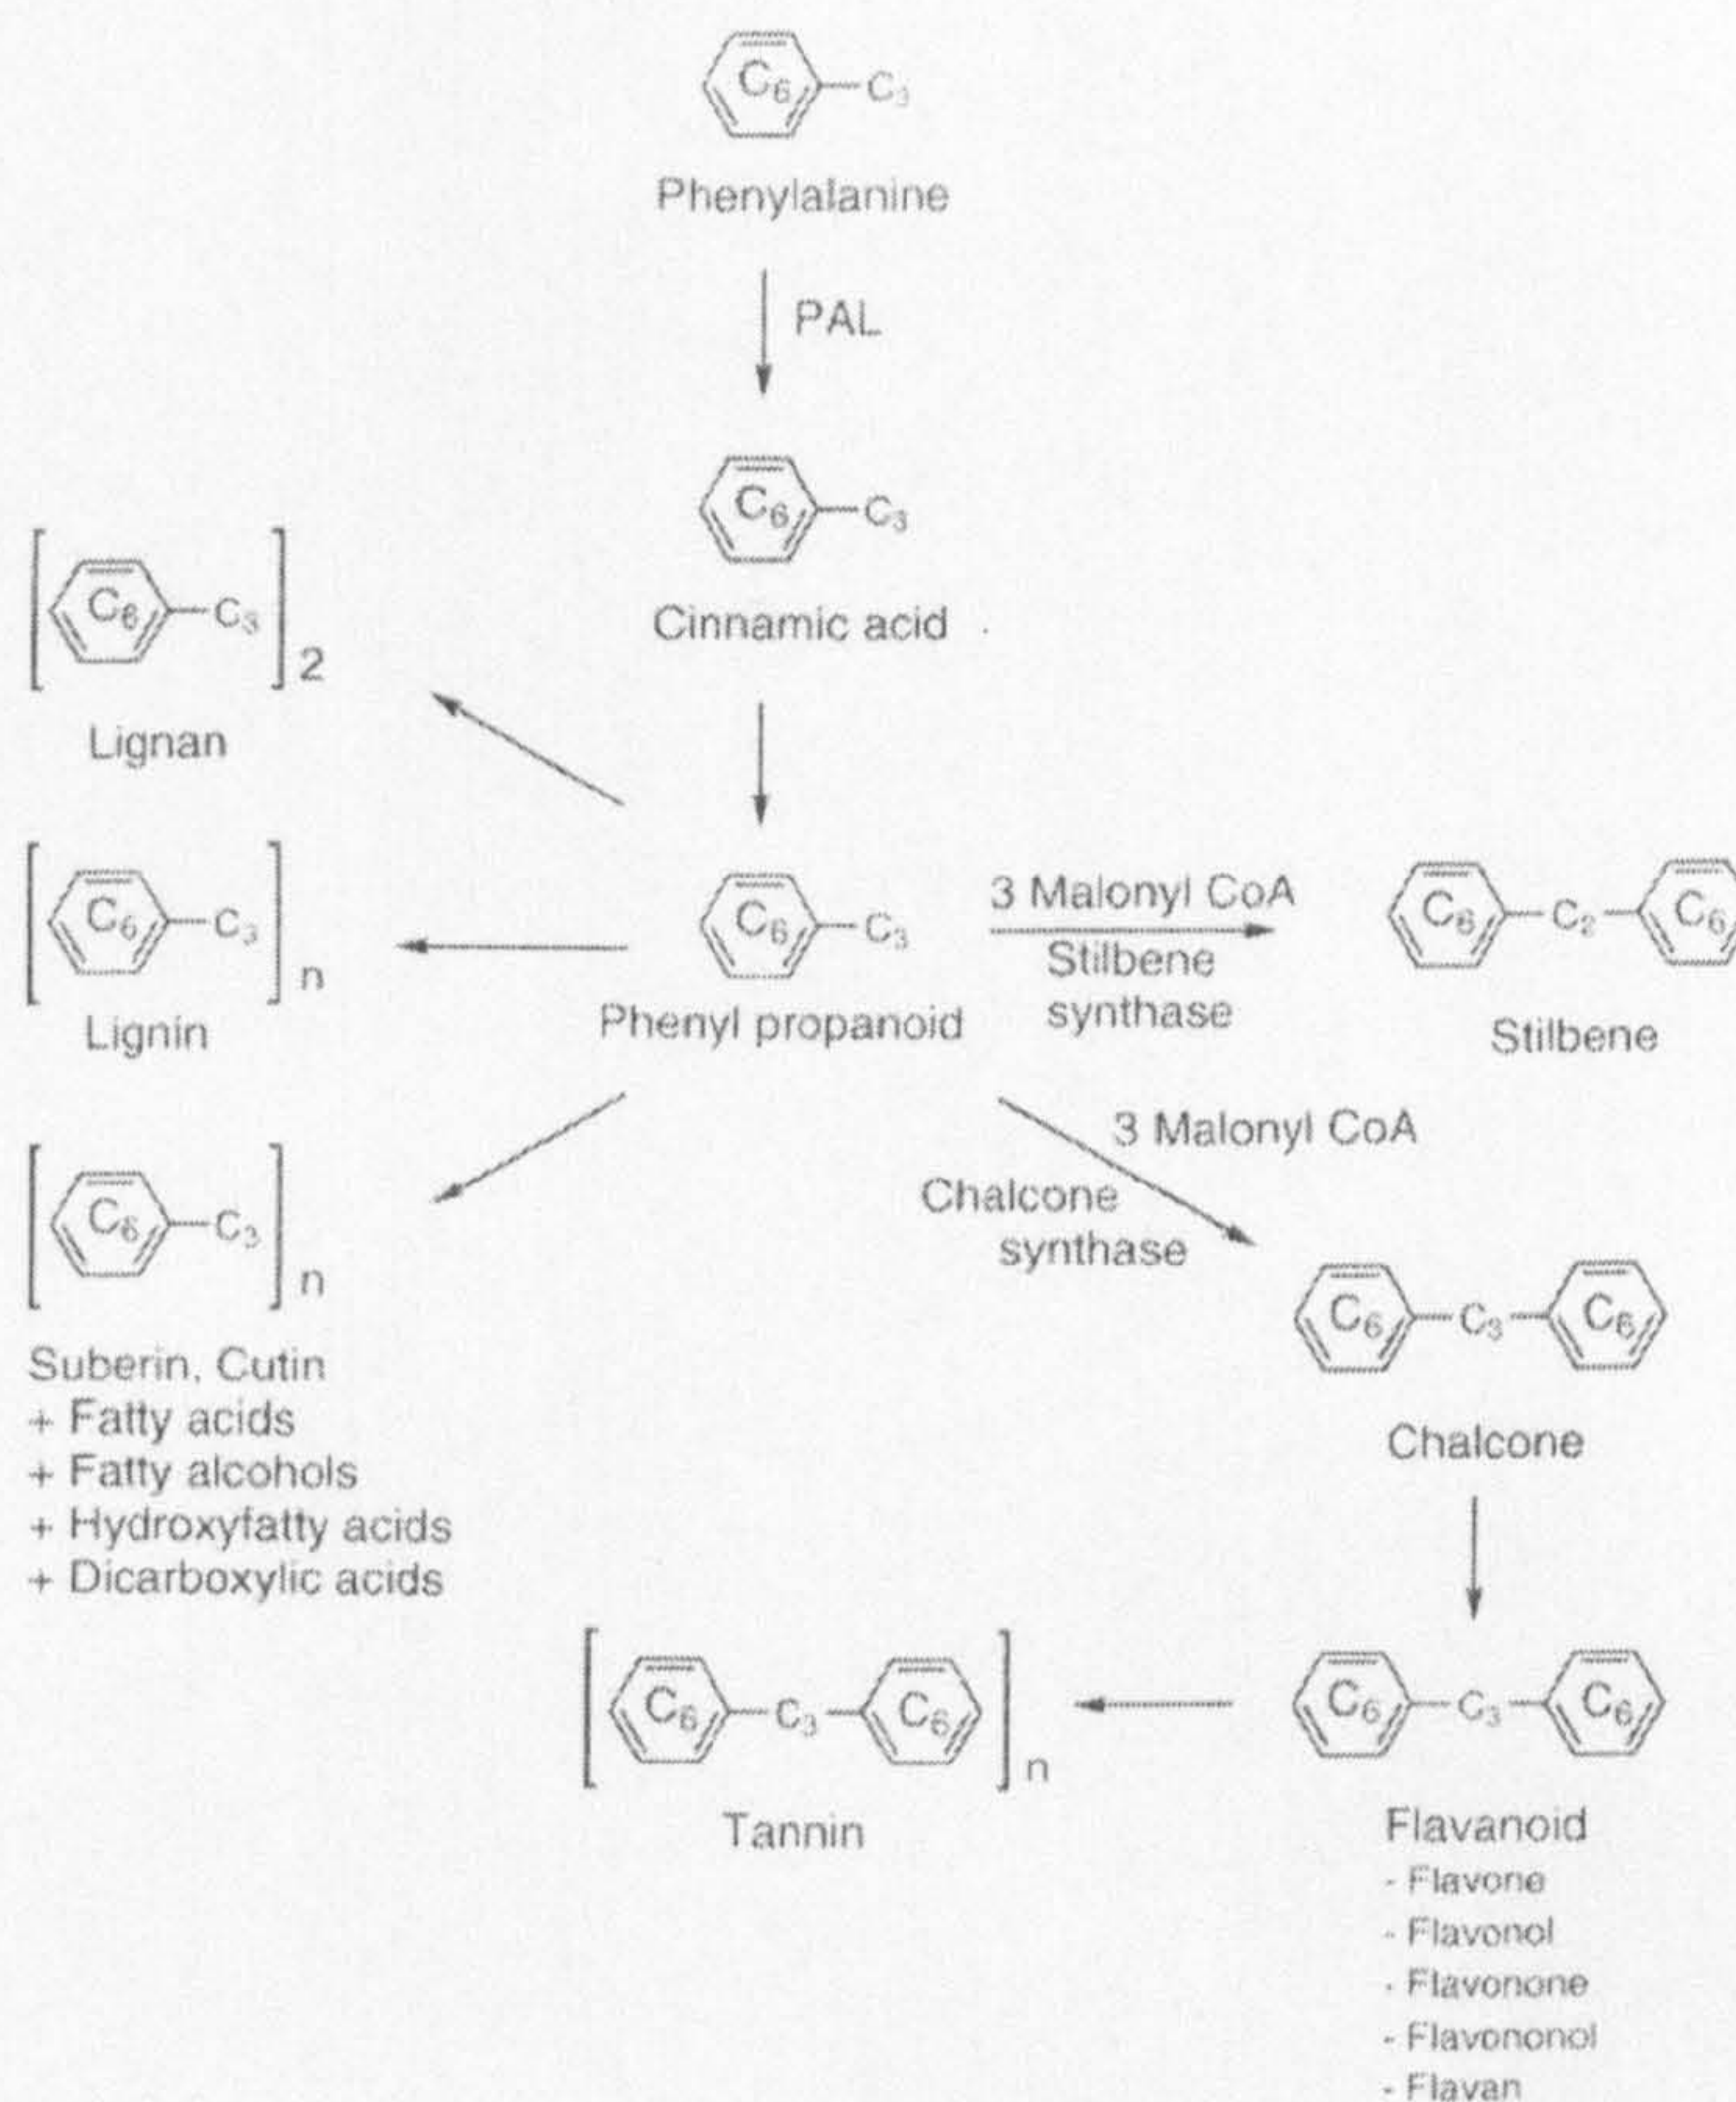 C6 C3
Phenylalanine
PAL
C6 C3
Cinnamic acid
C6 C3 2
Lignan
C6 C3 n
Lignin
C6 C3
Phenyl propanoid
3 Malonyl CoA
Stilbene
synthase
C6 C2 C6
Stilbene
C6 C3 n
Suberin, Cutin
+ Fatty acids
+ Fatty alcohols
+ Hydroxyfatty acids
+ Dicarboxylic acids
3 Malonyl CoA
Chalcone
synthase
C6 C3 C6
Chalcone
C6 C3 C6 n
Tannin
C6 C3 C6
Flavanoid
- Flavone
- Flavonol
- Flavonone
- Flavononol
- Flavan